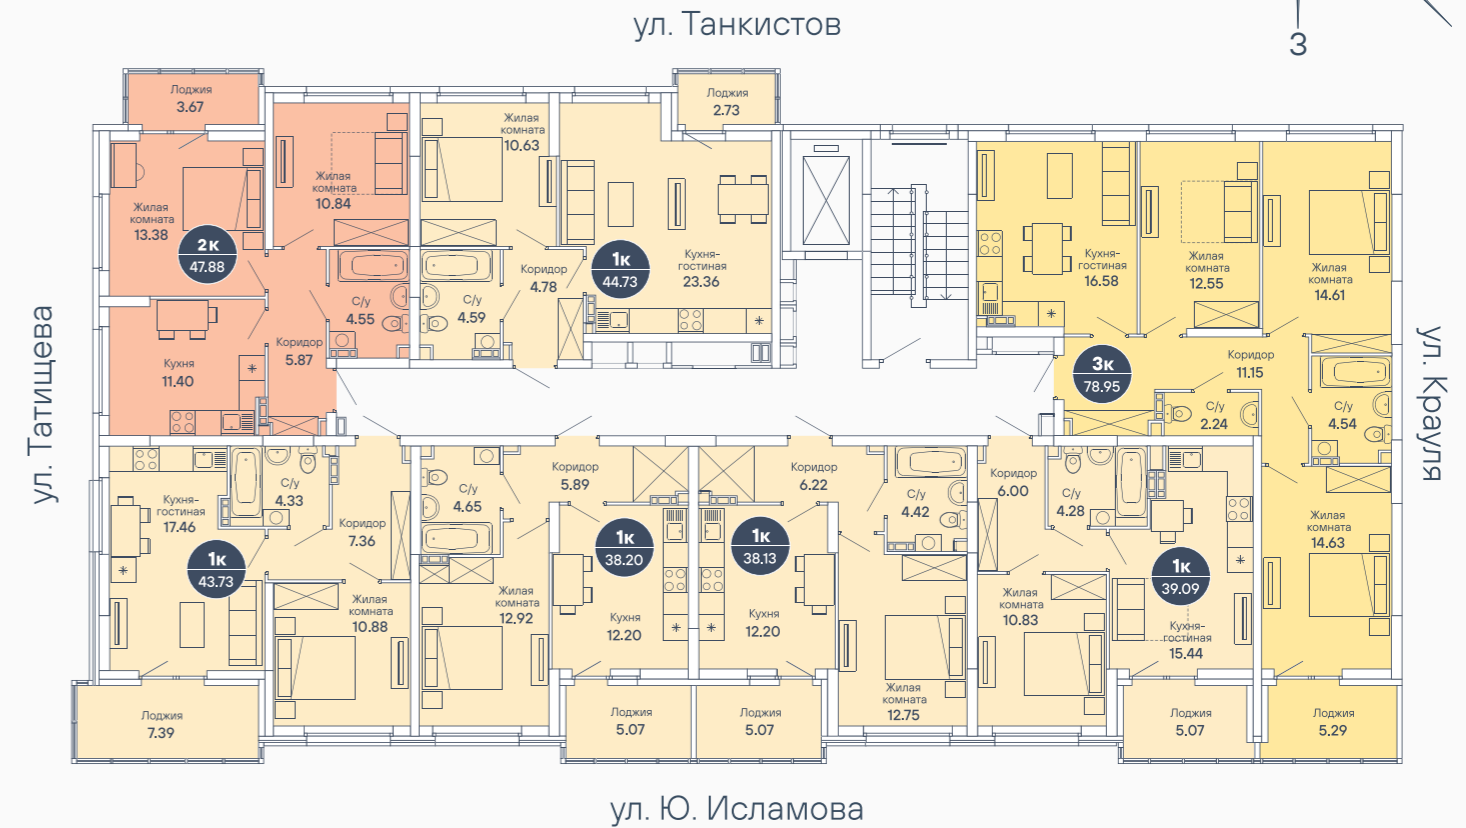 ул. Танкистов
З
Лоджия
3.67
Жилая
комната
13.38
2к
47.88
Жилая
комната
10.84
С/у
4.55
Коридор
5.87
Кухня
11.40
Жилая
комната
10.63
С/у
4.59
Коридор
4.78
1к
44.73
Кухня-
гостиная
23.36
Лоджия
2.73
Кухня-
гостиная
16.58
Жилая
комната
12.55
Жилая
комната
14.61
3к
78.95
Коридор
11.15
С/у
2.24
С/у
4.54
Жилая
комната
14.63
Лоджия
5.29
ул. Татищева
ул. Крауля
Кухня-
гостиная
17.46
С/у
4.33
Коридор
7.36
1к
43.73
Жилая
комната
10.88
Лоджия
7.39
С/у
4.65
Коридор
5.89
1к
38.20
Жилая
комната
12.92
Кухня
12.20
Лоджия
5.07
Коридор
6.22
С/у
4.42
1к
38.13
Кухня
12.20
Жилая
комната
12.75
Лоджия
5.07
Коридор
6.00
С/у
4.28
1к
39.09
Жилая
комната
10.83
Кухня-
гостиная
15.44
Лоджия
5.07
ул. Ю. Исламова